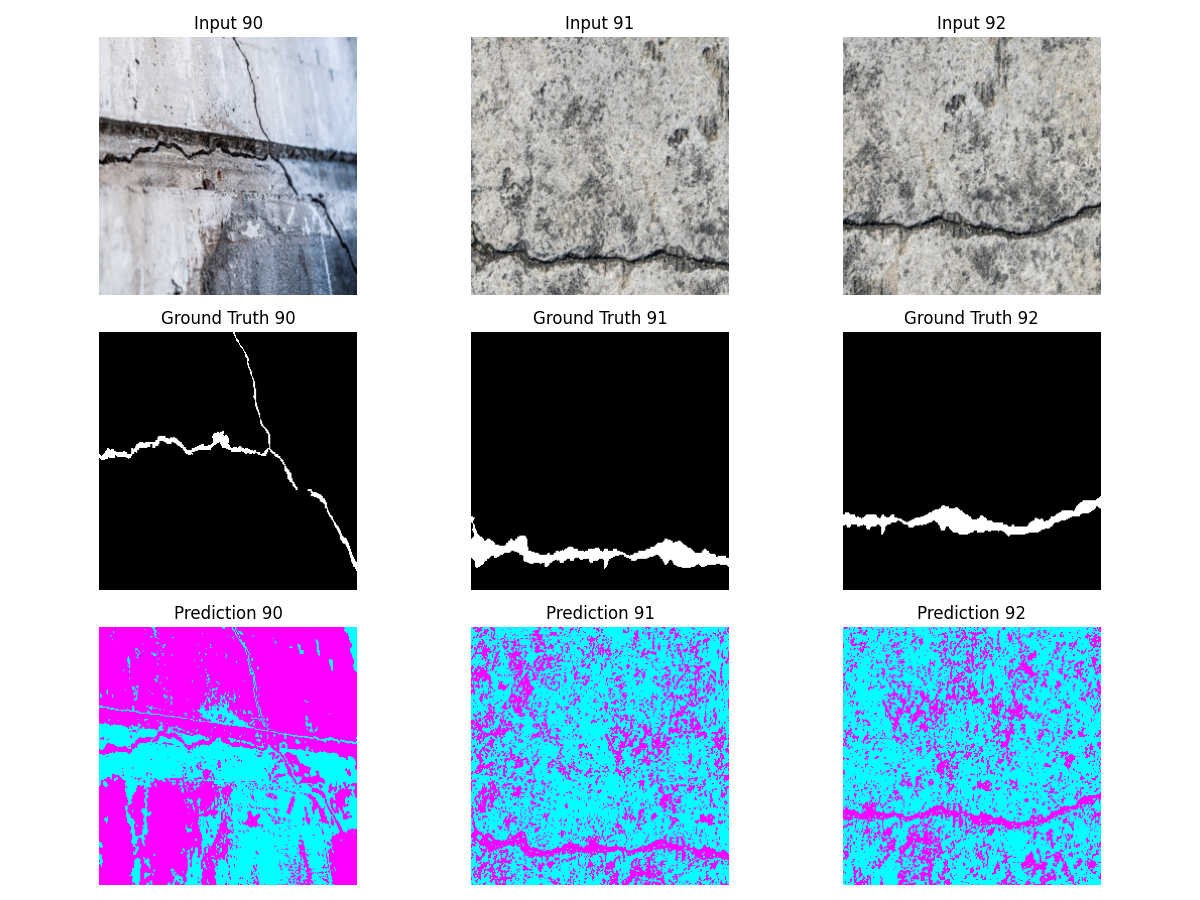 Input 90
Input 91
Input 92
Ground Truth 90
Ground Truth 91
Ground Truth 92
Prediction 90
Prediction 91
Prediction 92